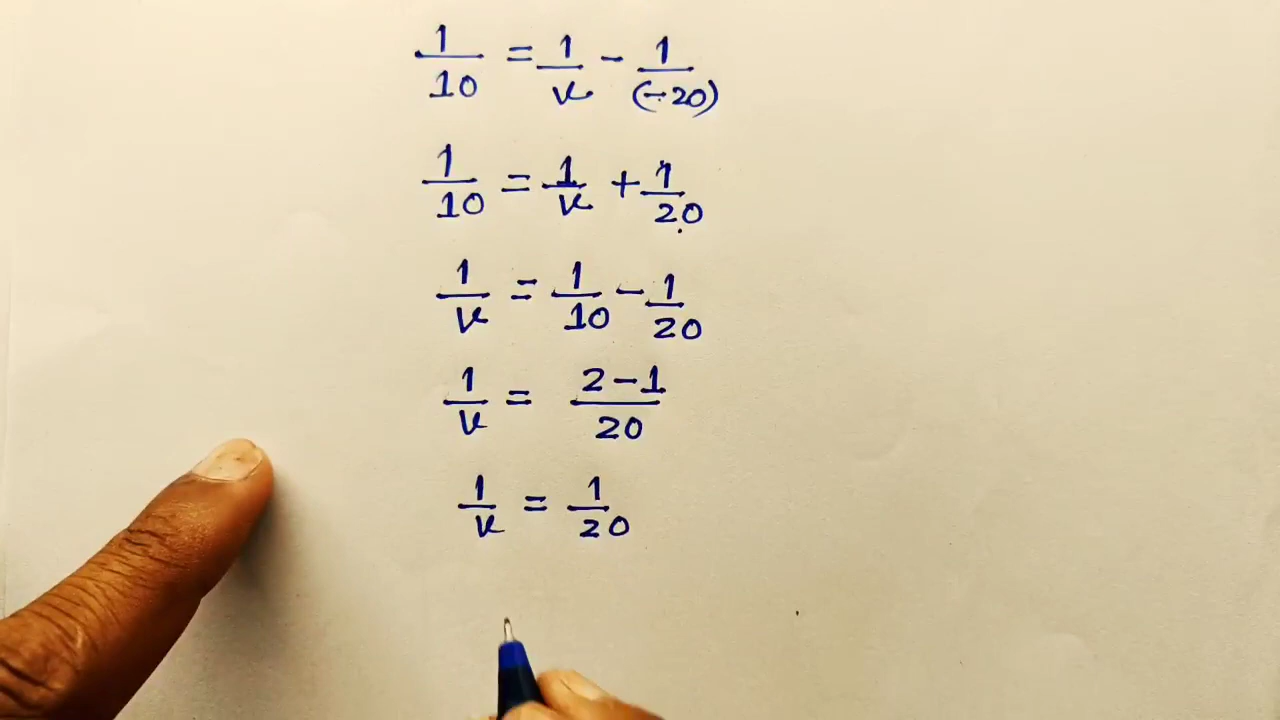 1/10 = 1/v - 1/(-20)
1/10 = 1/v + 1/20
1/v = 1/10 - 1/20
1/v = 2-1/20
1/v = 1/20